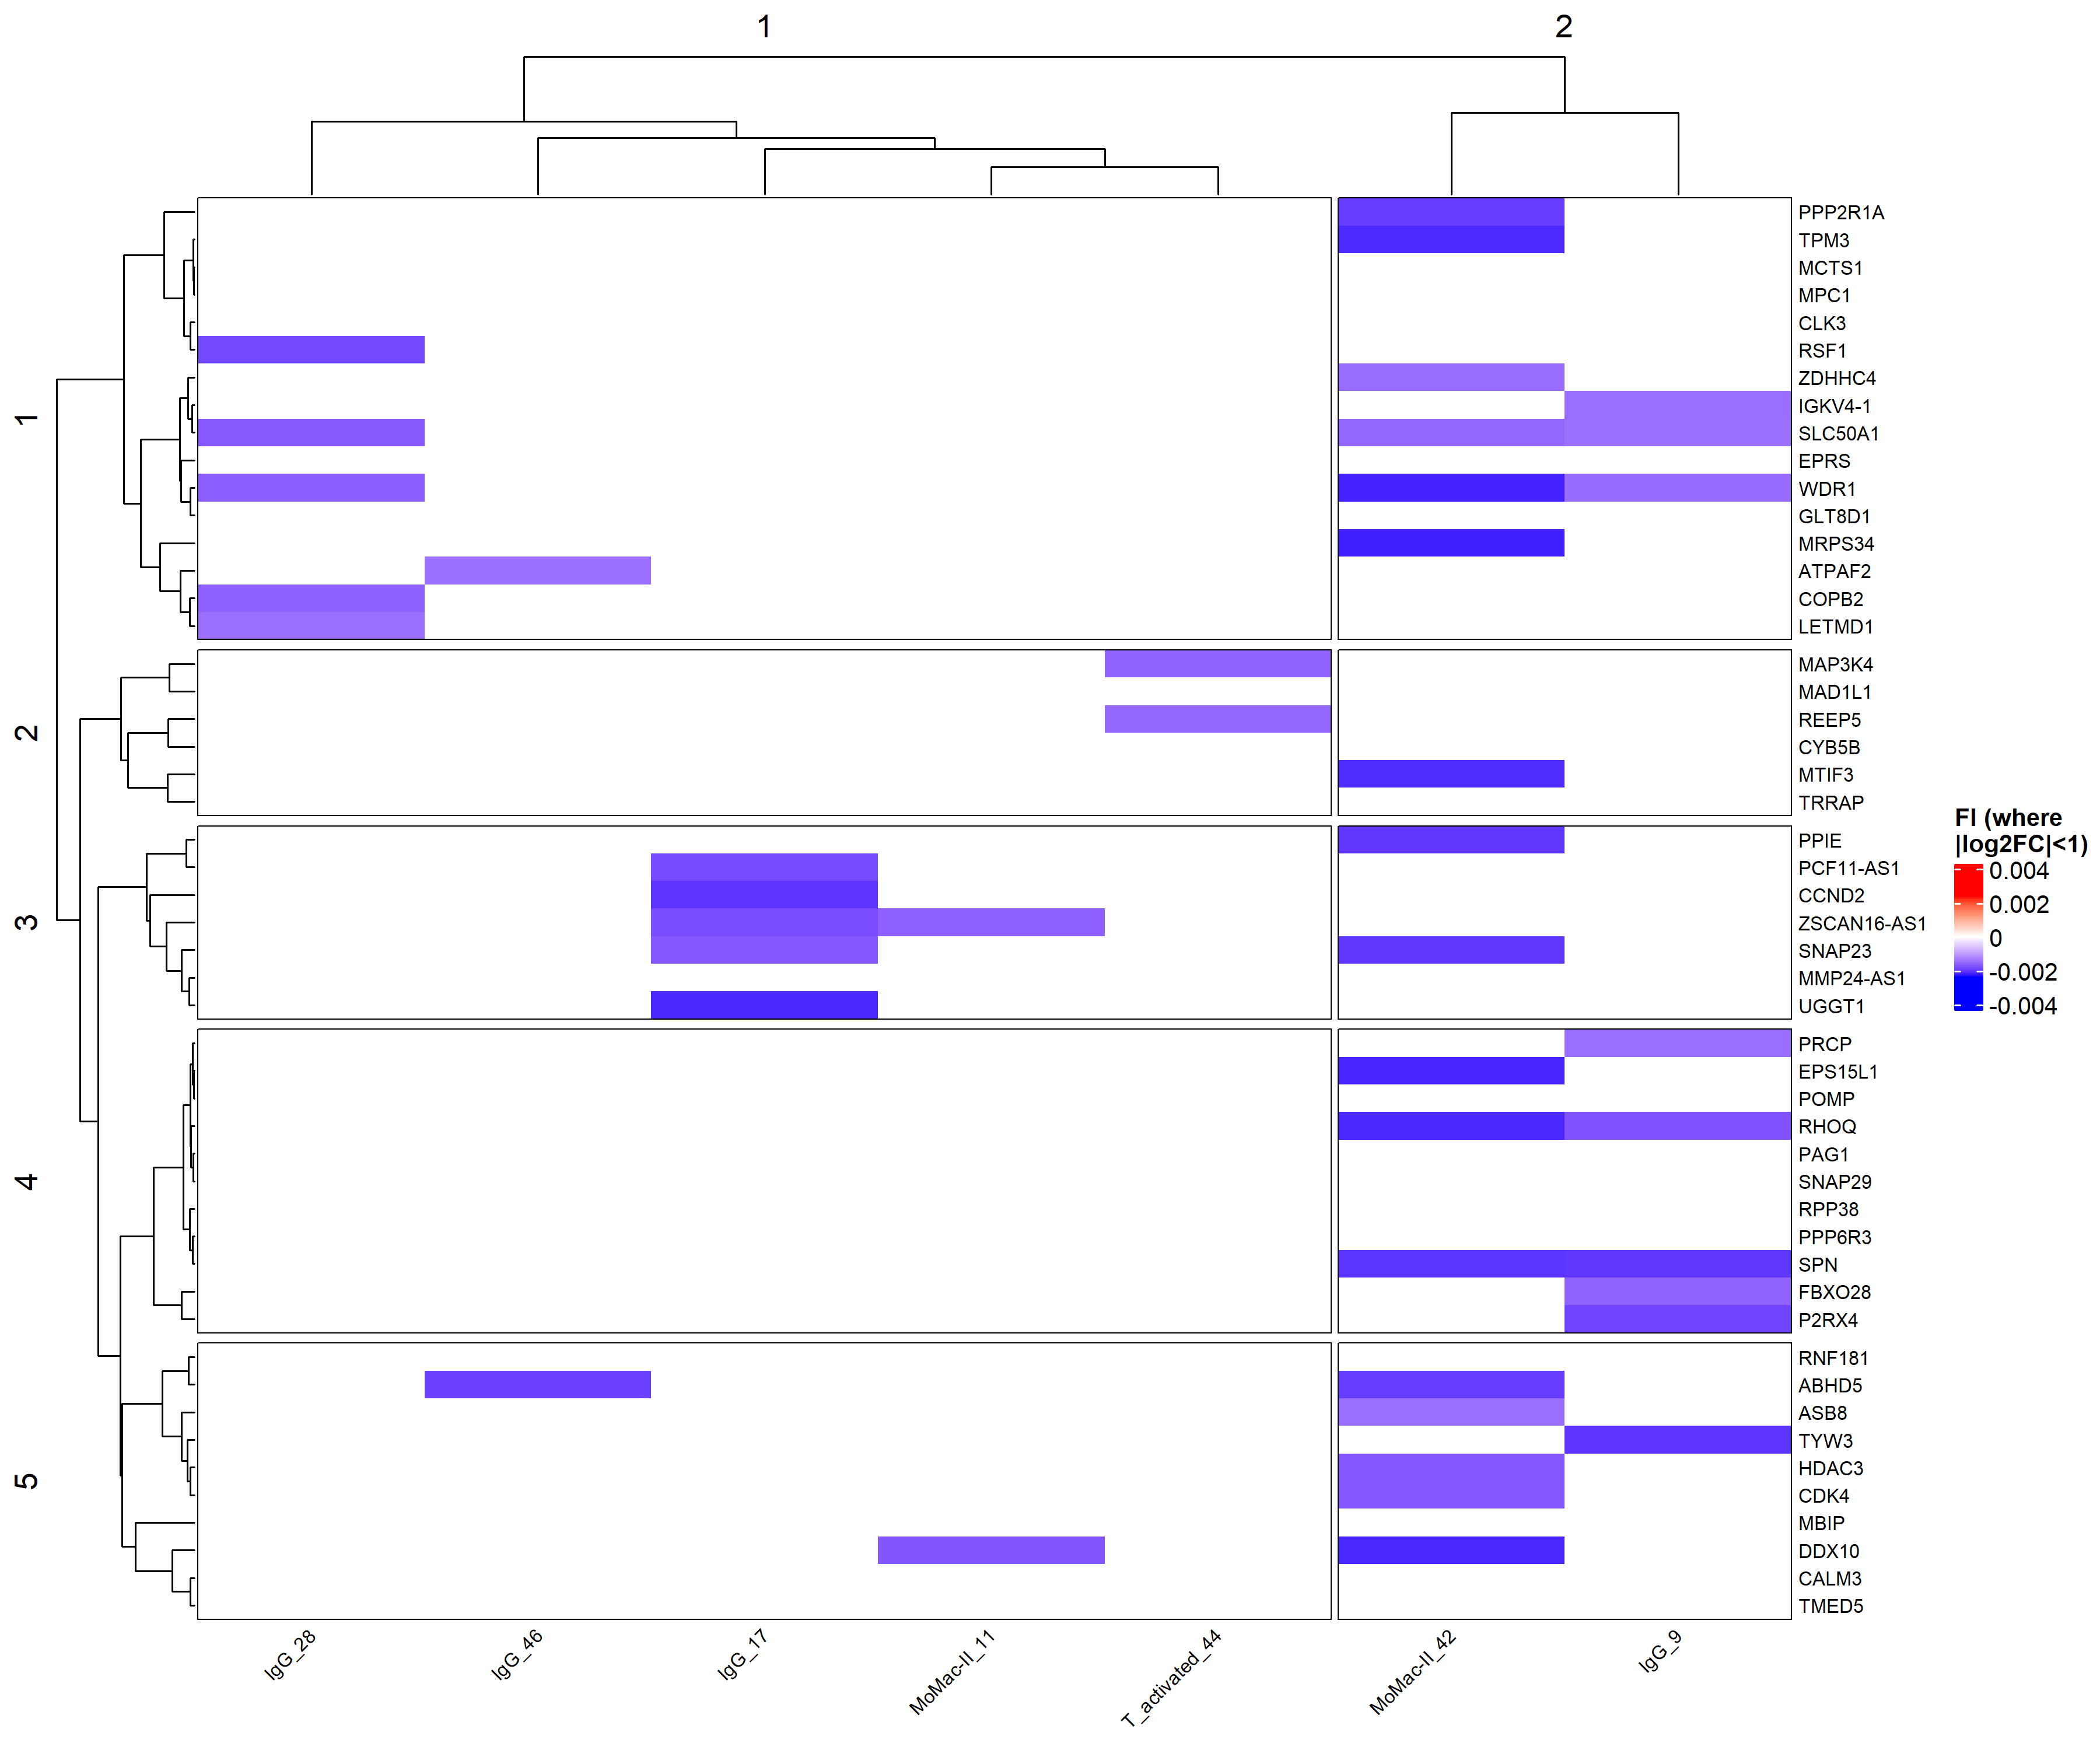 1
2
PPP2R1A
TPM3
MCTS1
MPC1
CLK3
RSF1
ZDHHC4
IGKV4-1
SLC50A1
EPRS
WDR1
GLT8D1
MRPS34
ATPAF2
COPB2
LETMD1
1
MAP3K4
MAD1L1
REEP5
CYB5B
MTIF3
TRRAP
2
PPIE
PCF11-AS1
CCND2
ZSCAN16-AS1
SNAP23
MMP24-AS1
UGGT1
3
PRCP
EPS15L1
POMP
RHOQ
PAG1
SNAP29
RPP38
PPP6R3
SPN
FBXO28
P2RX4
4
RNF181
ABHD5
ASB8
TYW3
HDAC3
CDK4
MBIP
DDX10
CALM3
TMED5
5
IgG_28
IgG_46
IgG_17
MoMac-II_11
T_activated_44
MoMac-II_42
IgG_9
FI (where
|log2FC|<1)
0.004
0.002
0
-0.002
-0.004